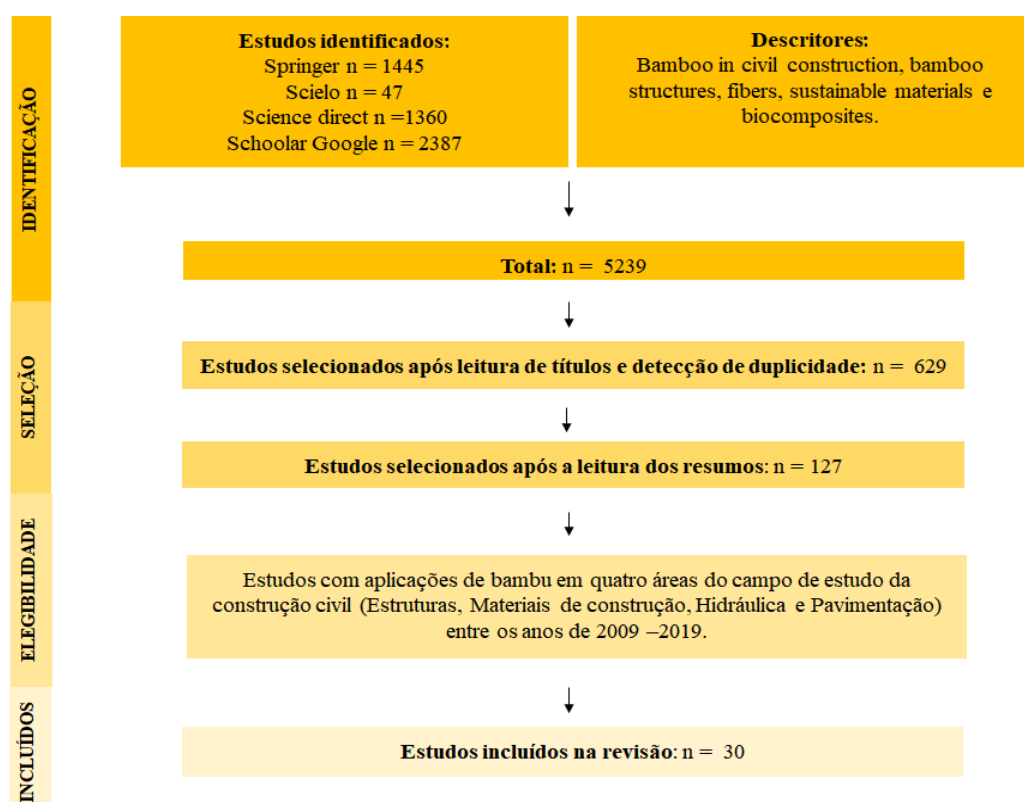 IDENTIFICAÇÃO
Estudos identificados:
Springer n = 1445
Scielo n = 47
Science direct n =1360
Schoolar Google n = 2387
Descritores:
Bamboo in civil construction, bamboo
structures, fibers, sustainable materials e
biocomposites.
Total: n = 5239
SELEÇÃO
Estudos selecionados após leitura de títulos e detecção de duplicidade: n = 629
Estudos selecionados após a leitura dos resumos: n = 127
ELEGIBILIDADE
Estudos com aplicações de bambu em quatro áreas do campo de estudo da
construção civil (Estruturas, Materiais de construção, Hidráulica e Pavimentação)
entre os anos de 2009 –2019.
INCLUÍDOS
Estudos incluídos na revisão: n = 30